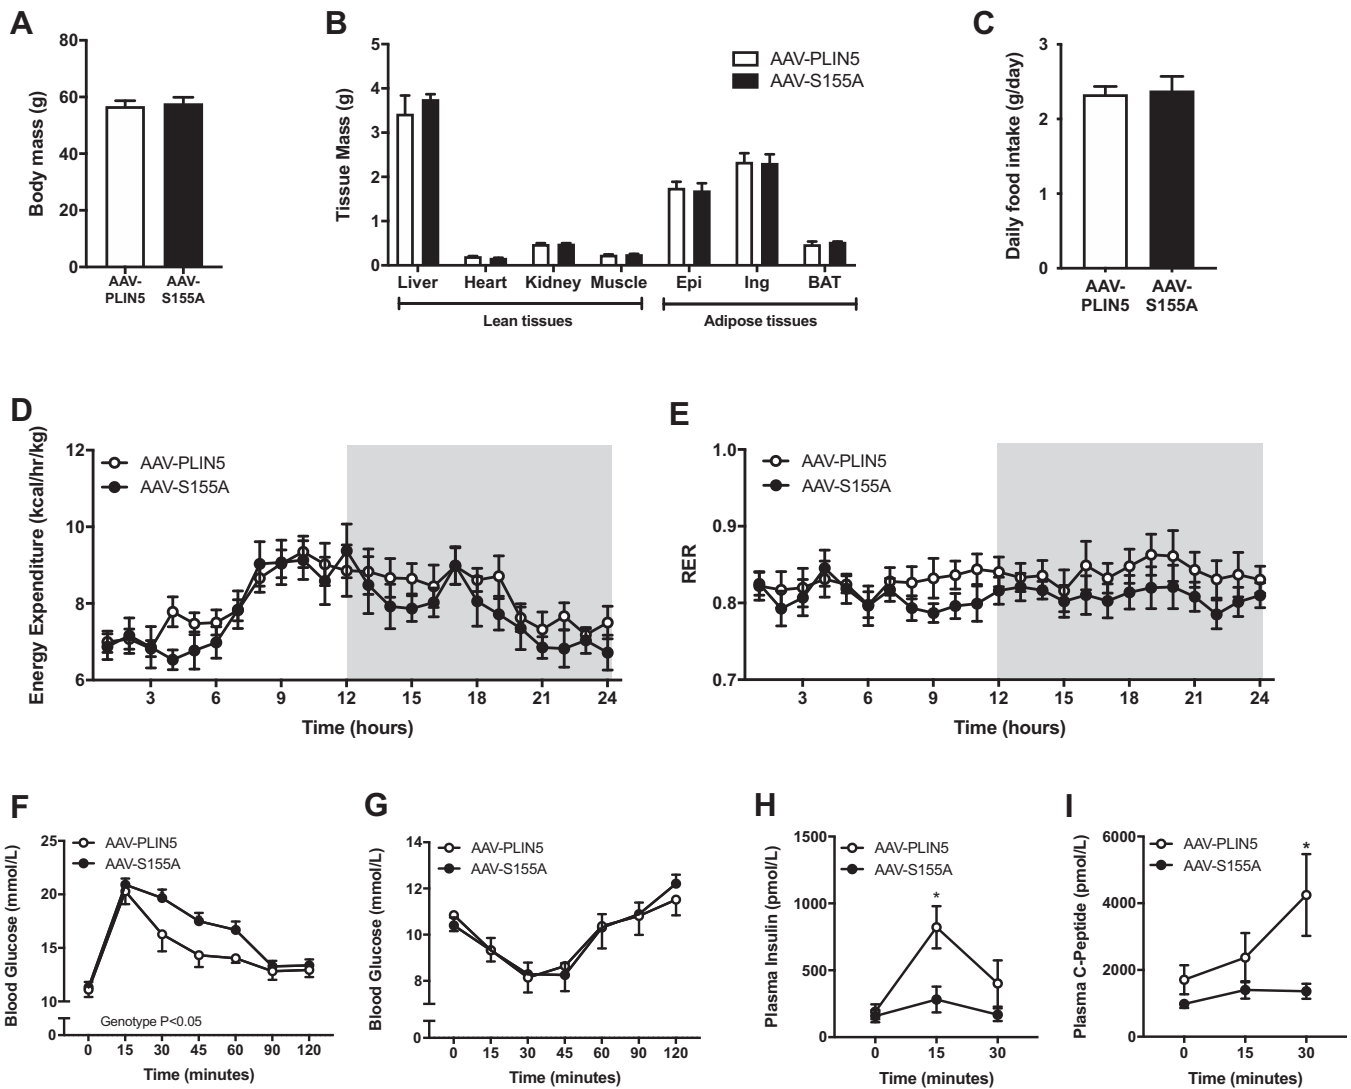 A
B
C
80
60
40
20
0
Body mass (g)
AAV-
PLIN5
AAV-
S155A
5
4
3
2
1
0
Tissue Mass (g)
AAV-PLIN5
AAV-S155A
Liver Heart Kidney Muscle Epi Ing BAT
Lean tissues
Adipose tissues
3
2
1
0
Daily food intake (g/day)
AAV-
PLIN5
AAV-
S155A
D
E
12
10
8
6
Energy Expenditure (kcal/hr/kg)
AAV-PLIN5
AAV-S155A
3 6 9 12 15 18 21 24
Time (hours)
1.0
0.9
0.8
0.7
RER
AAV-PLIN5
AAV-S155A
3 6 9 12 15 18 21 24
Time (hours)
F
G
H
I
25
20
15
10
0
Blood Glucose (mmol/L)
AAV-PLIN5
AAV-S155A
Genotype P<0.05
0 15 30 45 60 90 120
Time (minutes)
14
12
10
8
0
Blood Glucose (mmol/L)
AAV-PLIN5
AAV-S155A
0 15 30 45 60 90 120
Time (minutes)
1500
1000
500
0
Plasma Insulin (pmol/L)
AAV-PLIN5
AAV-S155A
*
0 15 30
Time (minutes)
6000
4000
2000
0
Plasma C-Peptide (pmol/L)
AAV-PLIN5
AAV-S155A
*
0 15 30
Time (minutes)